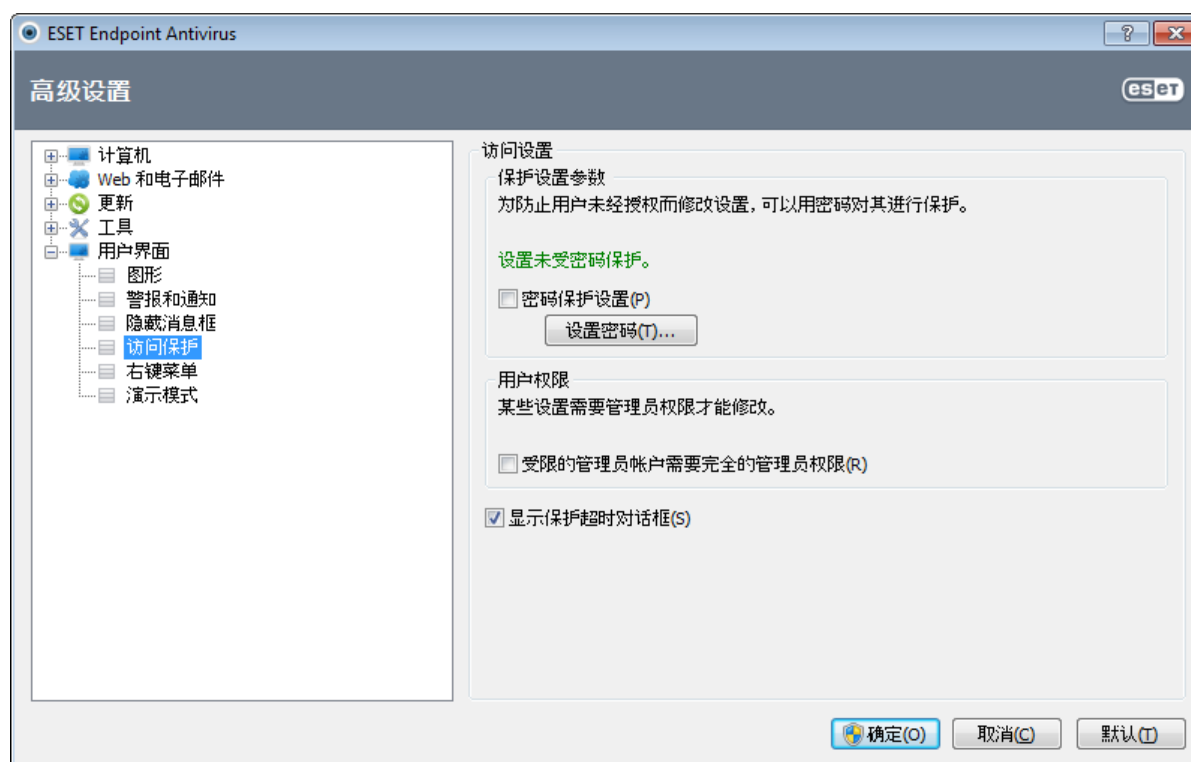 ESET Endpoint Antivirus
高级设置
eset
计算机
Web 和电子邮件
更新
工具
用户界面
图形
警报和通知
隐藏消息框
访问保护
右键菜单
演示模式
访问设置
保护设置参数
为防止用户未经授权而修改设置，可以用密码对其进行保护。
设置未受密码保护。
密码保护设置(P)
设置密码(T)...
用户权限
某些设置需要管理员权限才能修改。
受限的管理员帐户需要完全的管理员权限(R)
显示保护超时对话框(S)
确定(O)
取消(C)
默认(T)